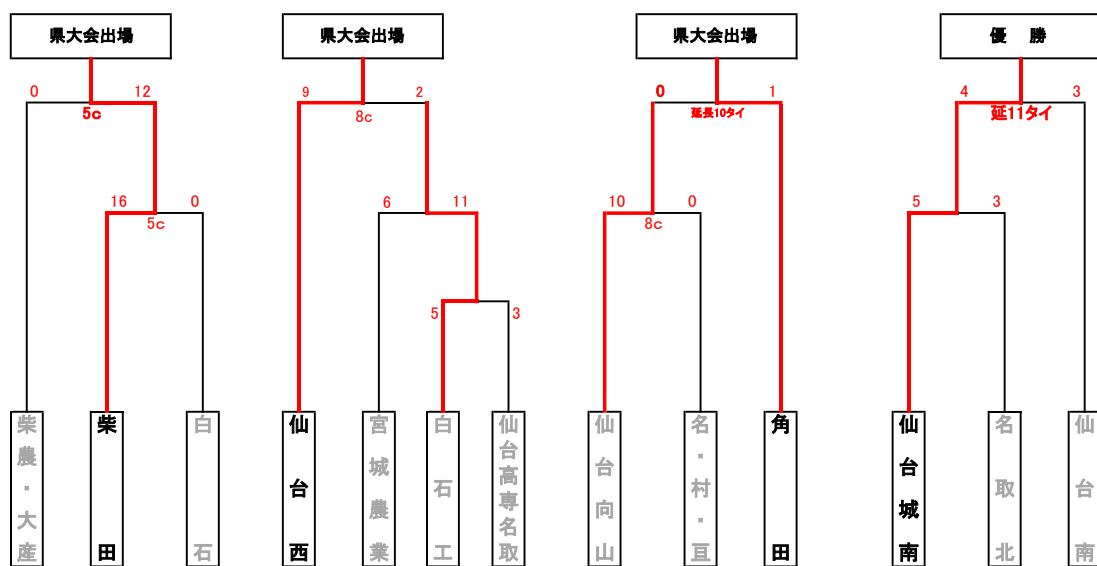 県大会出場
県大会出場
県大会出場
優 勝
0 12
5c
9 2
8c
0 1
延長10タイ
4 3
延11タイ
16 0
5c
6 11
10 0
8c
5 3
5 3
柴農・大産
柴田
白石
仙台西
宮城農業
白石工
仙台高専名取
仙台向山
名・村・亘
角田
仙台城南
名取北
仙台南